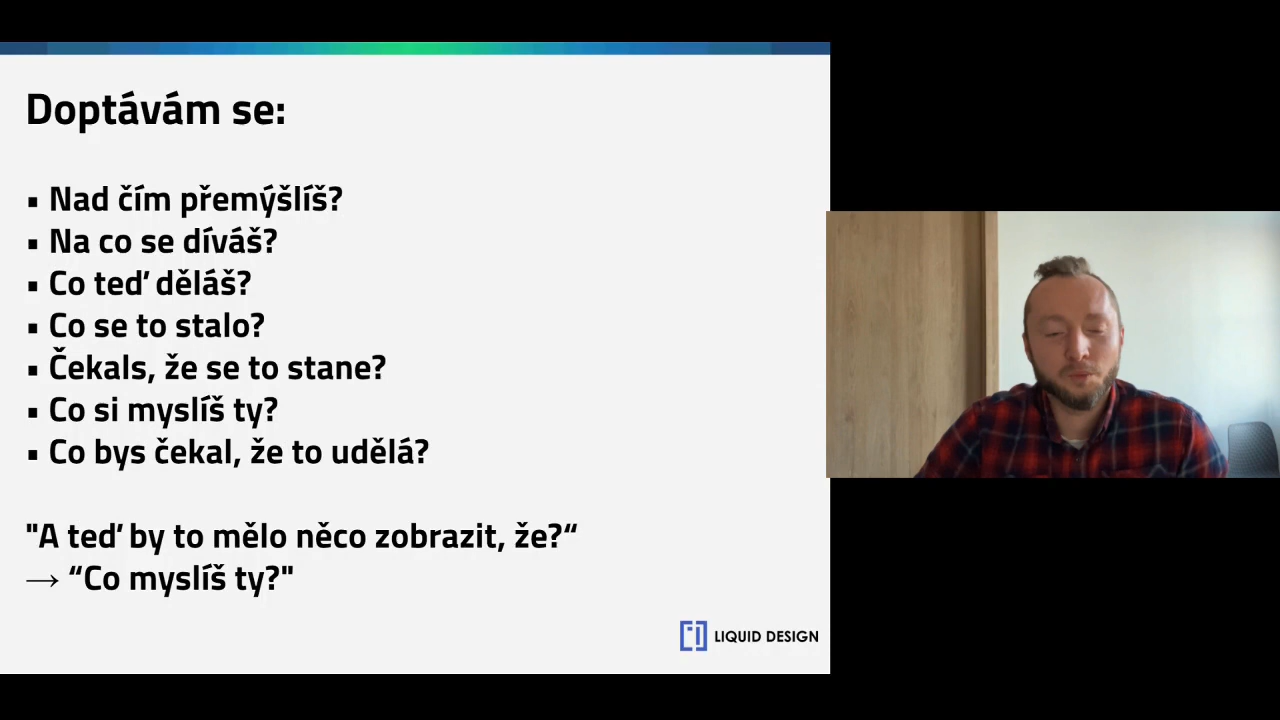 Doptávám se:
▪ Nad čím přemýšlíš?
▪ Na co se díváš?
▪ Co teď děláš?
▪ Co se to stalo?
▪ Čekals, že se to stane?
▪ Co si myslíš ty?
▪ Co bys čekal, že to udělá?
"A teď by to mělo něco zobrazit, že?“
→ “Co myslíš ty?"
LIQUID DESIGN